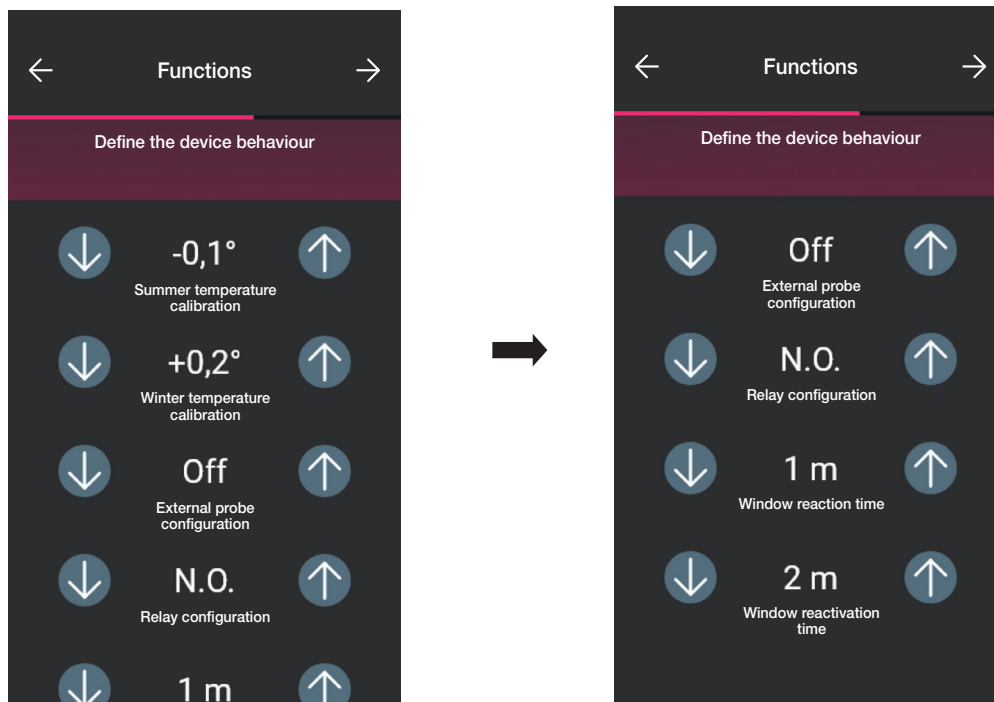 Functions
Define the device behaviour
-0,1°
Summer temperature
calibration
+0,2°
Winter temperature
calibration
Off
External probe
configuration
N.O.
Relay configuration
1 m
Functions
Define the device behaviour
Off
External probe
configuration
N.O.
Relay configuration
1 m
Window reaction time
2 m
Window reactivation
time